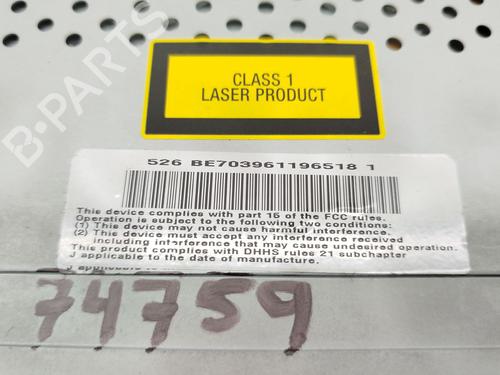 B-PARTS
CLASS 1
LASER PRODUCT
526 BE703961196518 1
This device complies with part 15 of the FCC rules.
Operation is subject to the following two conditions:
(1) This device may not cause harmful interference.
(2) This device must accept any interference received
including interference that may cause undesired operation.
This product complies with DHHS rules 21 subchapter
J applicable to the date of manufacture.
74759